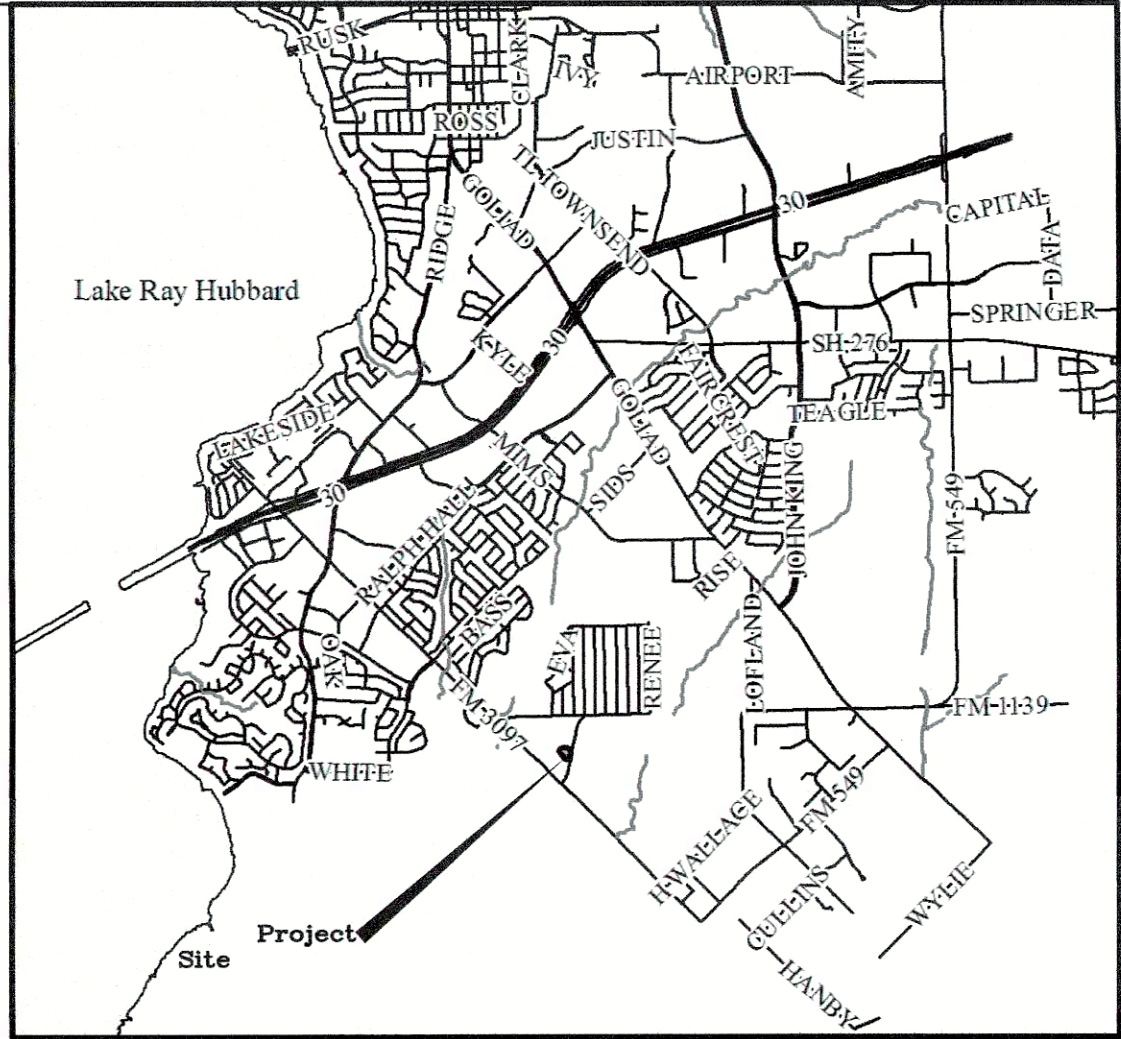 RUSK
CLARK
IVY
AIRPORT
AMITY
ROSS
JUSTIN
TL TOWNSEND
GOLIAD
RIDGE
30
CAPITAL
DATA
Lake Ray Hubbard
SPRINGER
KYLE
30
SH 276
FAIRCREST
TEAGLE
GOLIAD
LAKESIDE
MIMS
SIDS
JOHN KING
30
RALPH HALL
FM-549
RISE
BASS
LOFLAND
OAK
EVA
RENEE
FM-3097
FM-1139
WHITE
H WALLACE
FM-549
CULLINS
WYLIE
HANBY
Project
Site